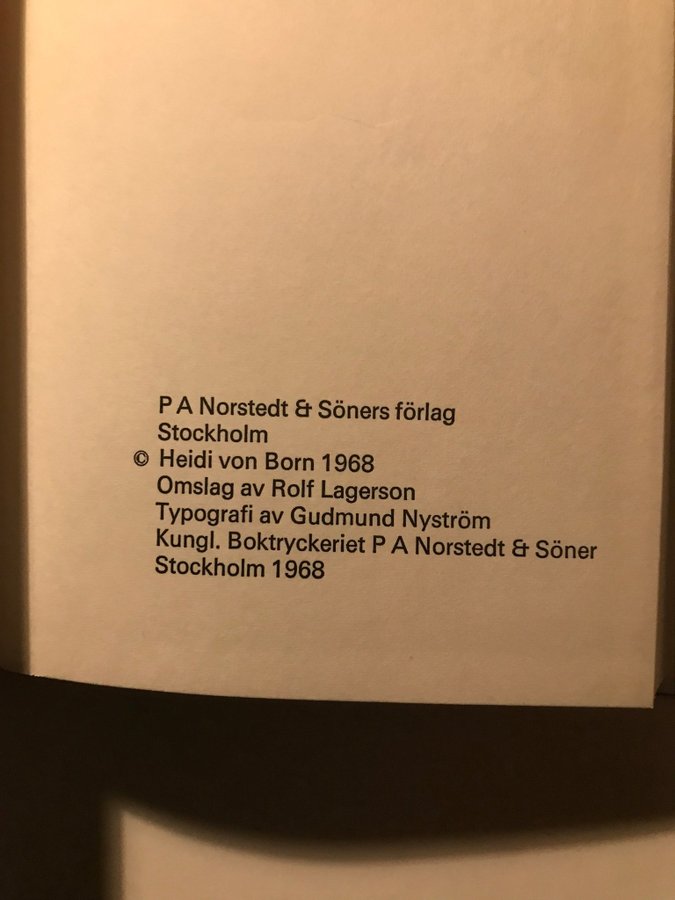 P A Norstedt & Söners förlag
Stockholm
© Heidi von Born 1968
Omslag av Rolf Lagerson
Typografi av Gudmund Nyström
Kungl. Boktryckeriet P A Norstedt & Söner
Stockholm 1968